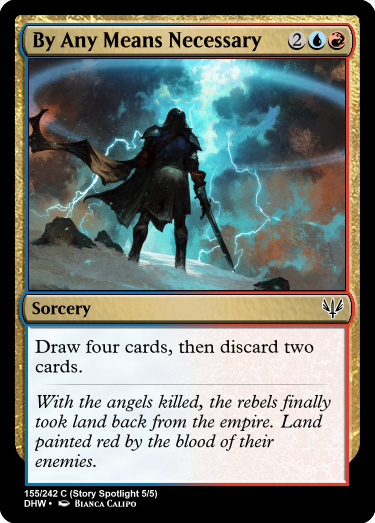 By Any Means Necessary 2
Sorcery
Draw four cards, then discard two
cards.
With the angels killed, the rebels finally
took land back from the empire. Land
painted red by the blood of their
enemies.
155/242 C (Story Spotlight 5/5)
DHW • Bianca Calipo